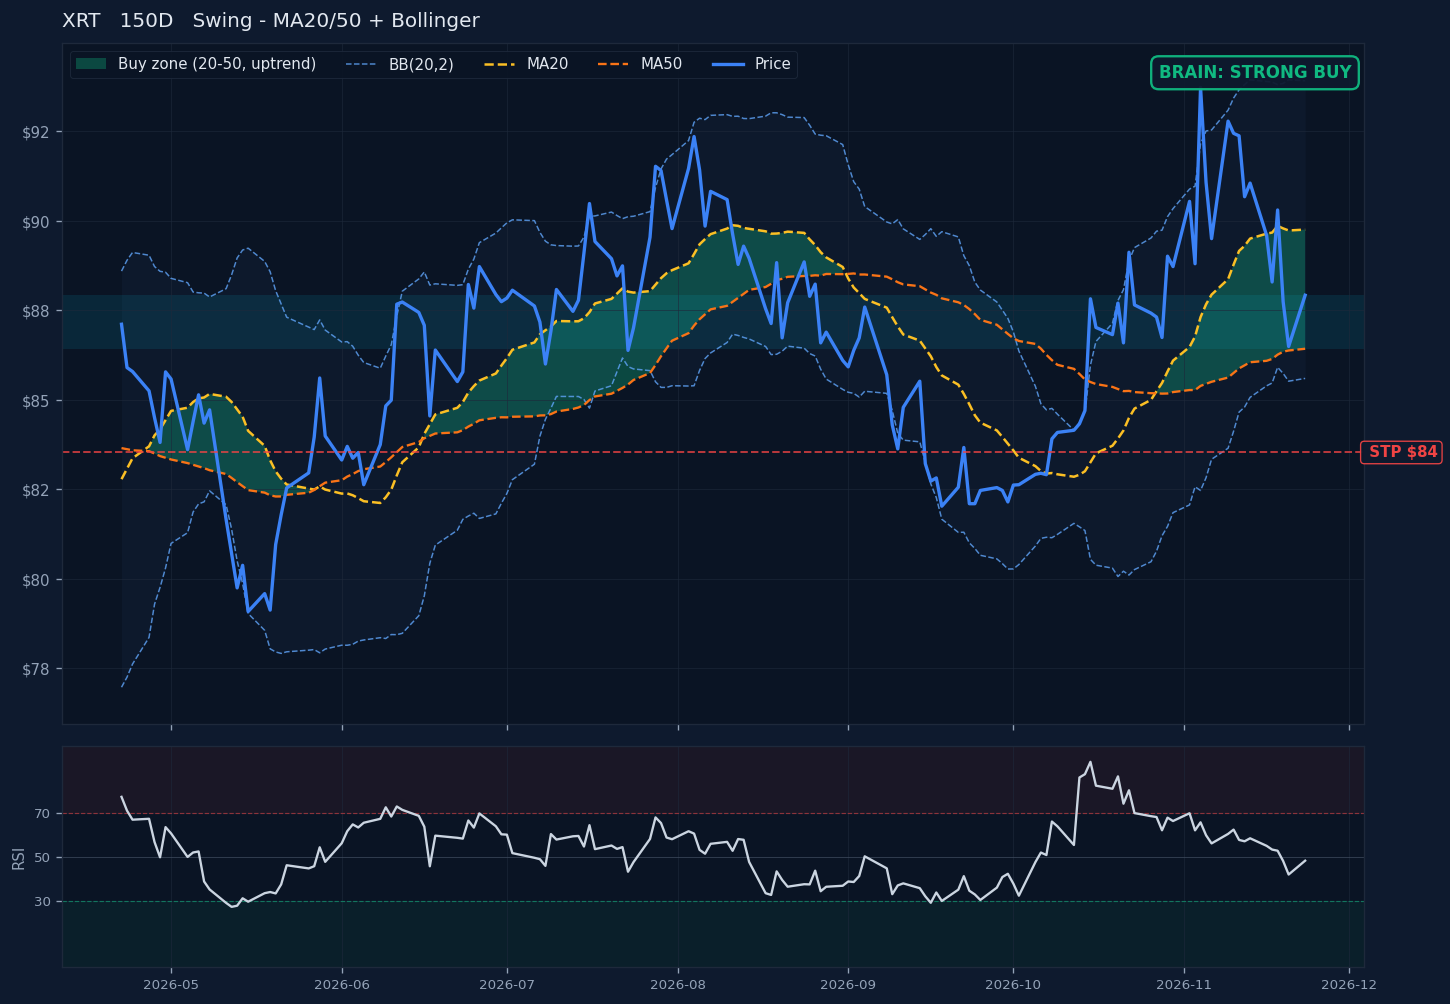 XRT 150D Swing - MA20/50 + Bollinger
Buy zone (20-50, uptrend) BB(20,2) MA20 MA50 Price
BRAIN: STRONG BUY
$92
$90
$88
$85
STP $84
$82
$80
$78
70
50
30
RSI
2026-05 2026-06 2026-07 2026-08 2026-09 2026-10 2026-11 2026-12